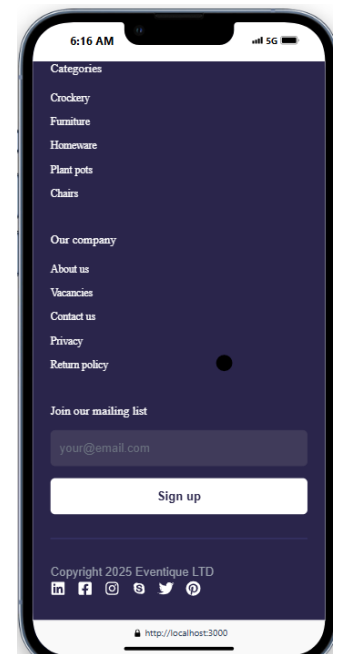 6:16 AM
5G
Categories
Crockery
Furniture
Homeware
Plant pots
Chairs
Our company
About us
Vacancies
Contact us
Privacy
Return policy
Join our mailing list
your@email.com
Sign up
Copyright 2025 Eventique LTD
http://localhost:3000